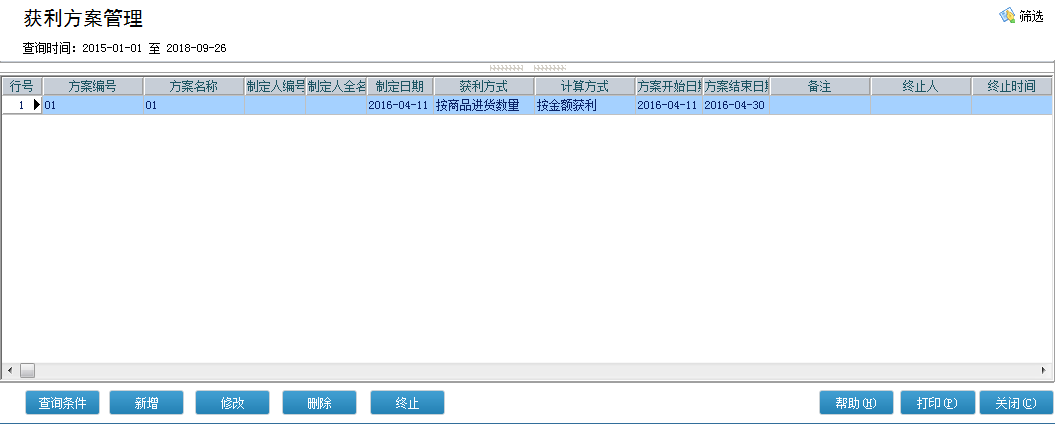 获利方案管理
筛选
查询时间: 2015-01-01 至 2018-09-26
行号 方案编号 方案名称 制定人编号 制定人全名 制定日期 获利方式 计算方式 方案开始日 方案结束日 备注 终止人 终止时间
1 01 01 2016-04-11 按商品进货数量 按金额获利 2016-04-11 2016-04-30
查询条件 新增 修改 删除 终止 帮助(H) 打印(P) 关闭(C)